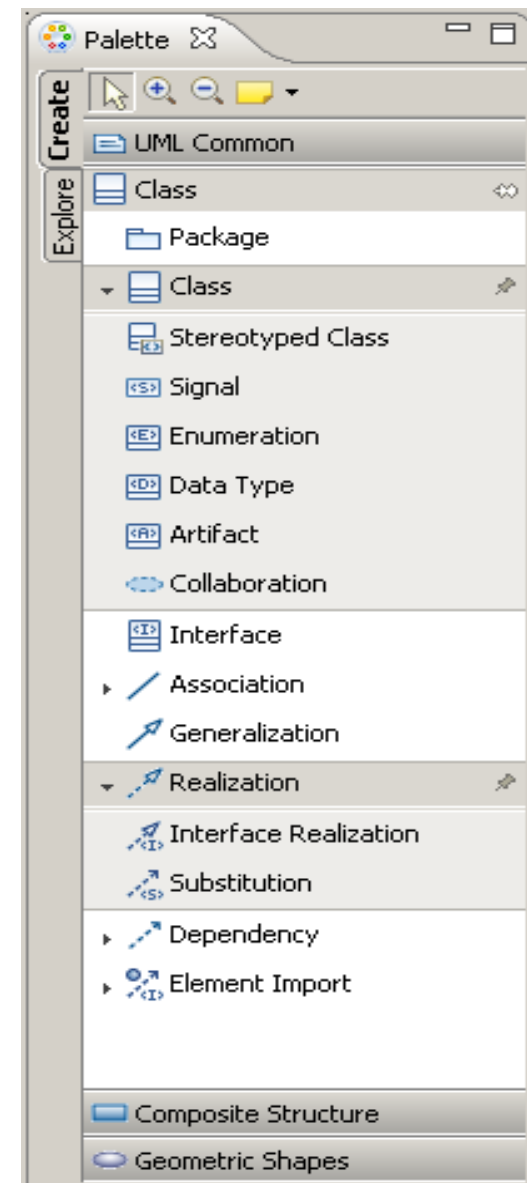 Palette
Create
Explore
UML Common
Class
Package
Class
Stereotyped Class
<S> Signal
<E> Enumeration
<D> Data Type
<A> Artifact
Collaboration
<I> Interface
Association
Generalization
Realization
<I> Interface Realization
<S> Substitution
Dependency
<I> Element Import
Composite Structure
Geometric Shapes